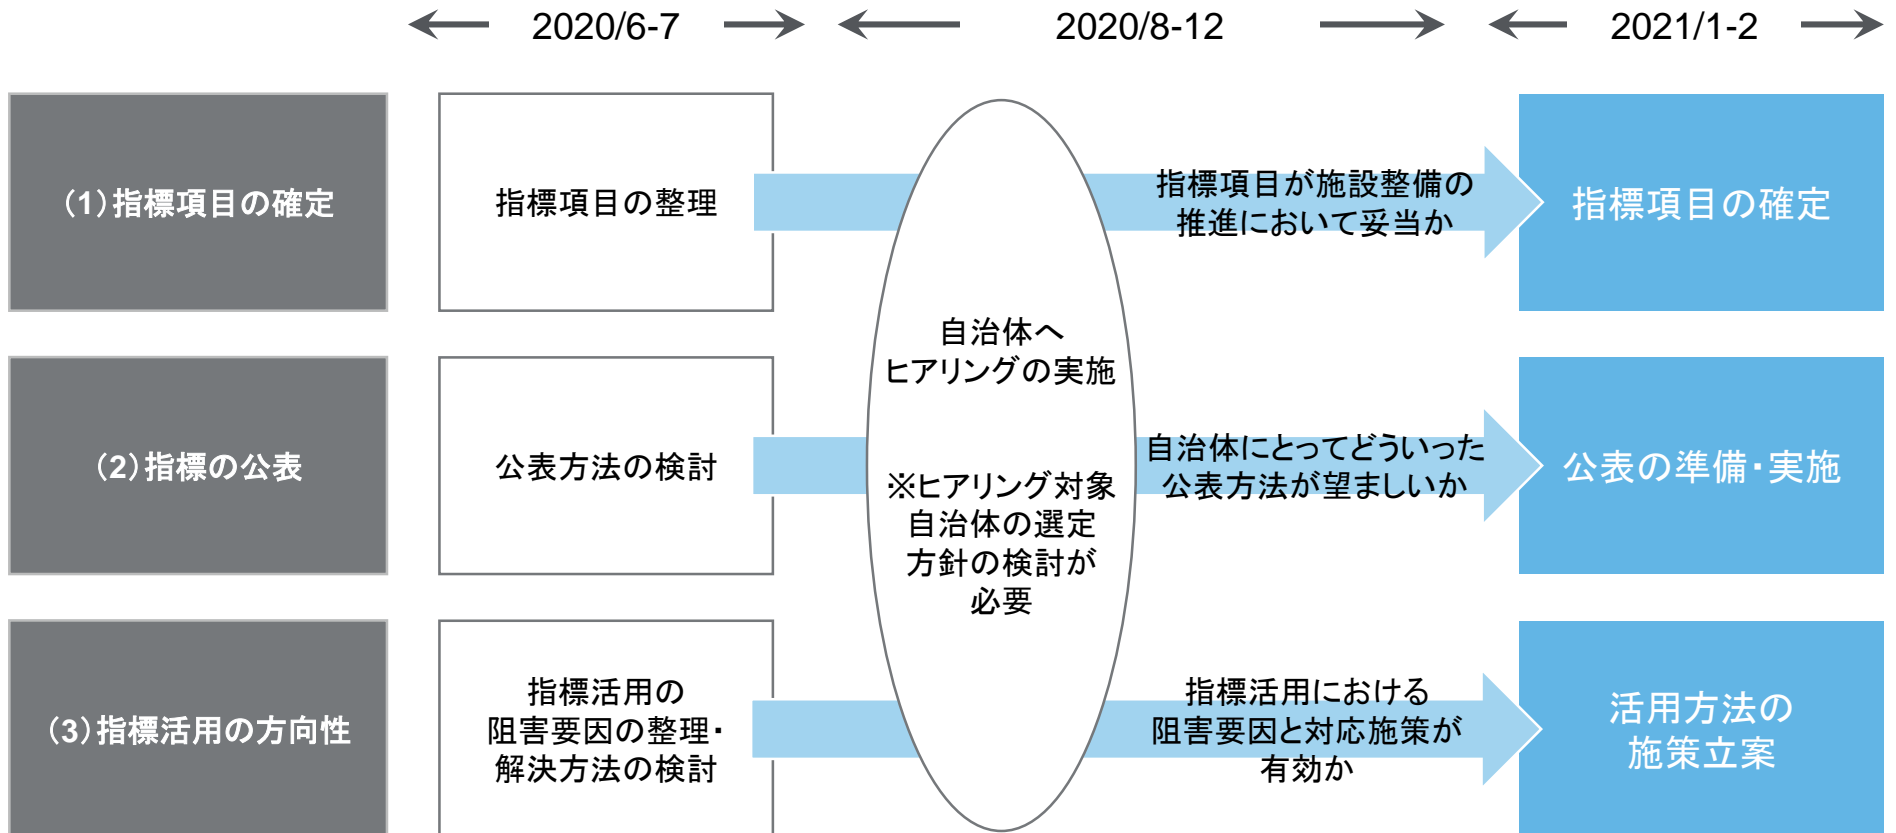 2020/6-7
2020/8-12
2021/1-2
（1）指標項目の確定
指標項目の整理
指標項目が施設整備の
推進において妥当か
指標項目の確定
自治体へ
ヒアリングの実施
※ヒアリング対象
自治体の選定
方針の検討が
必要
（2）指標の公表
公表方法の検討
自治体にとってどういった
公表方法が望ましいか
公表の準備・実施
（3）指標活用の方向性
指標活用の
阻害要因の整理・
解決方法の検討
指標活用における
阻害要因と対応施策が
有効か
活用方法の
施策立案